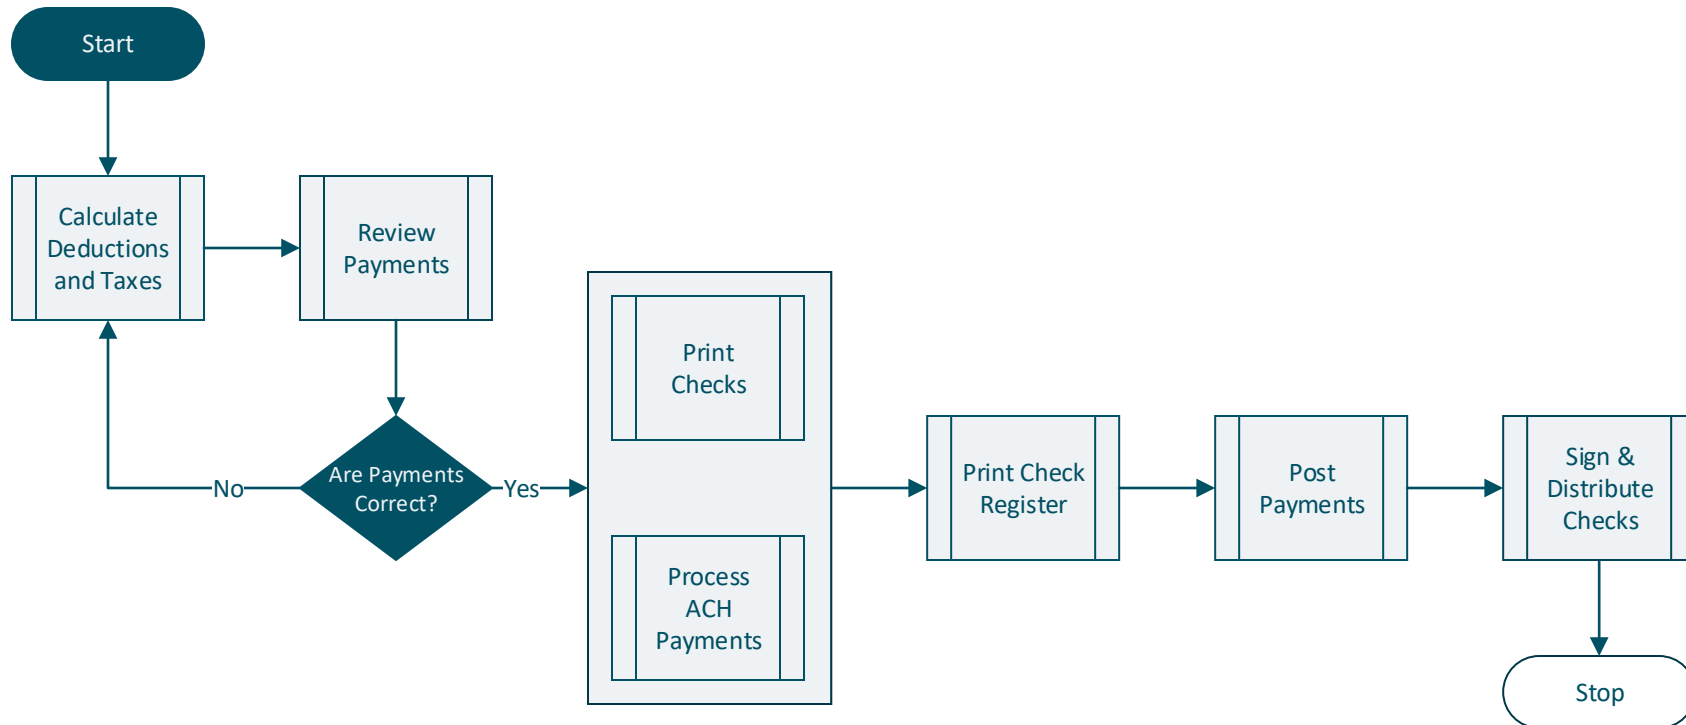 Start
Calculate
Deductions
and Taxes
Review
Payments
Are Payments
Correct?
No
Yes
Print
Checks
Process
ACH
Payments
Print Check
Register
Post
Payments
Sign &
Distribute
Checks
Stop